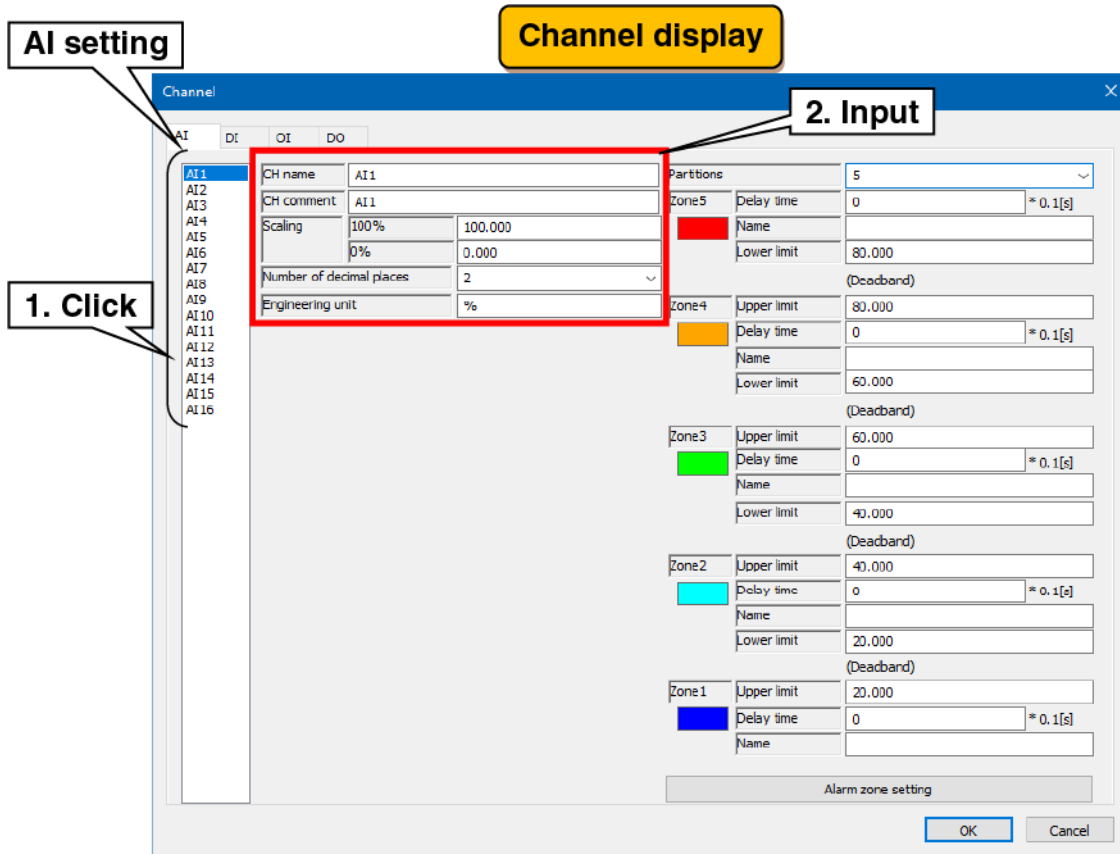 Channel display
AI setting
Channel
2. Input
AI DI OI DO
1. Click
AI1
AI2
AI3
AI4
AI5
AI6
AI7
AI8
AI9
AI10
AI11
AI12
AI13
AI14
AI15
AI16
CH name AI1
CH comment AI1
Scaling 100% 100.000
0% 0.000
Number of decimal places 2
Engineering unit %
Partitions 5
Zone5 Delay time 0 * 0.1[s]
Name
Lower limit 80.000
(Deadband)
Zone4 Upper limit 80.000
Delay time 0 * 0.1[s]
Name
Lower limit 60.000
(Deadband)
Zone3 Upper limit 60.000
Delay time 0 * 0.1[s]
Name
Lower limit 40.000
(Deadband)
Zone2 Upper limit 40.000
Delay time 0 * 0.1[s]
Name
Lower limit 20.000
(Deadband)
Zone1 Upper limit 20.000
Delay time 0 * 0.1[s]
Name
Alarm zone setting
OK Cancel